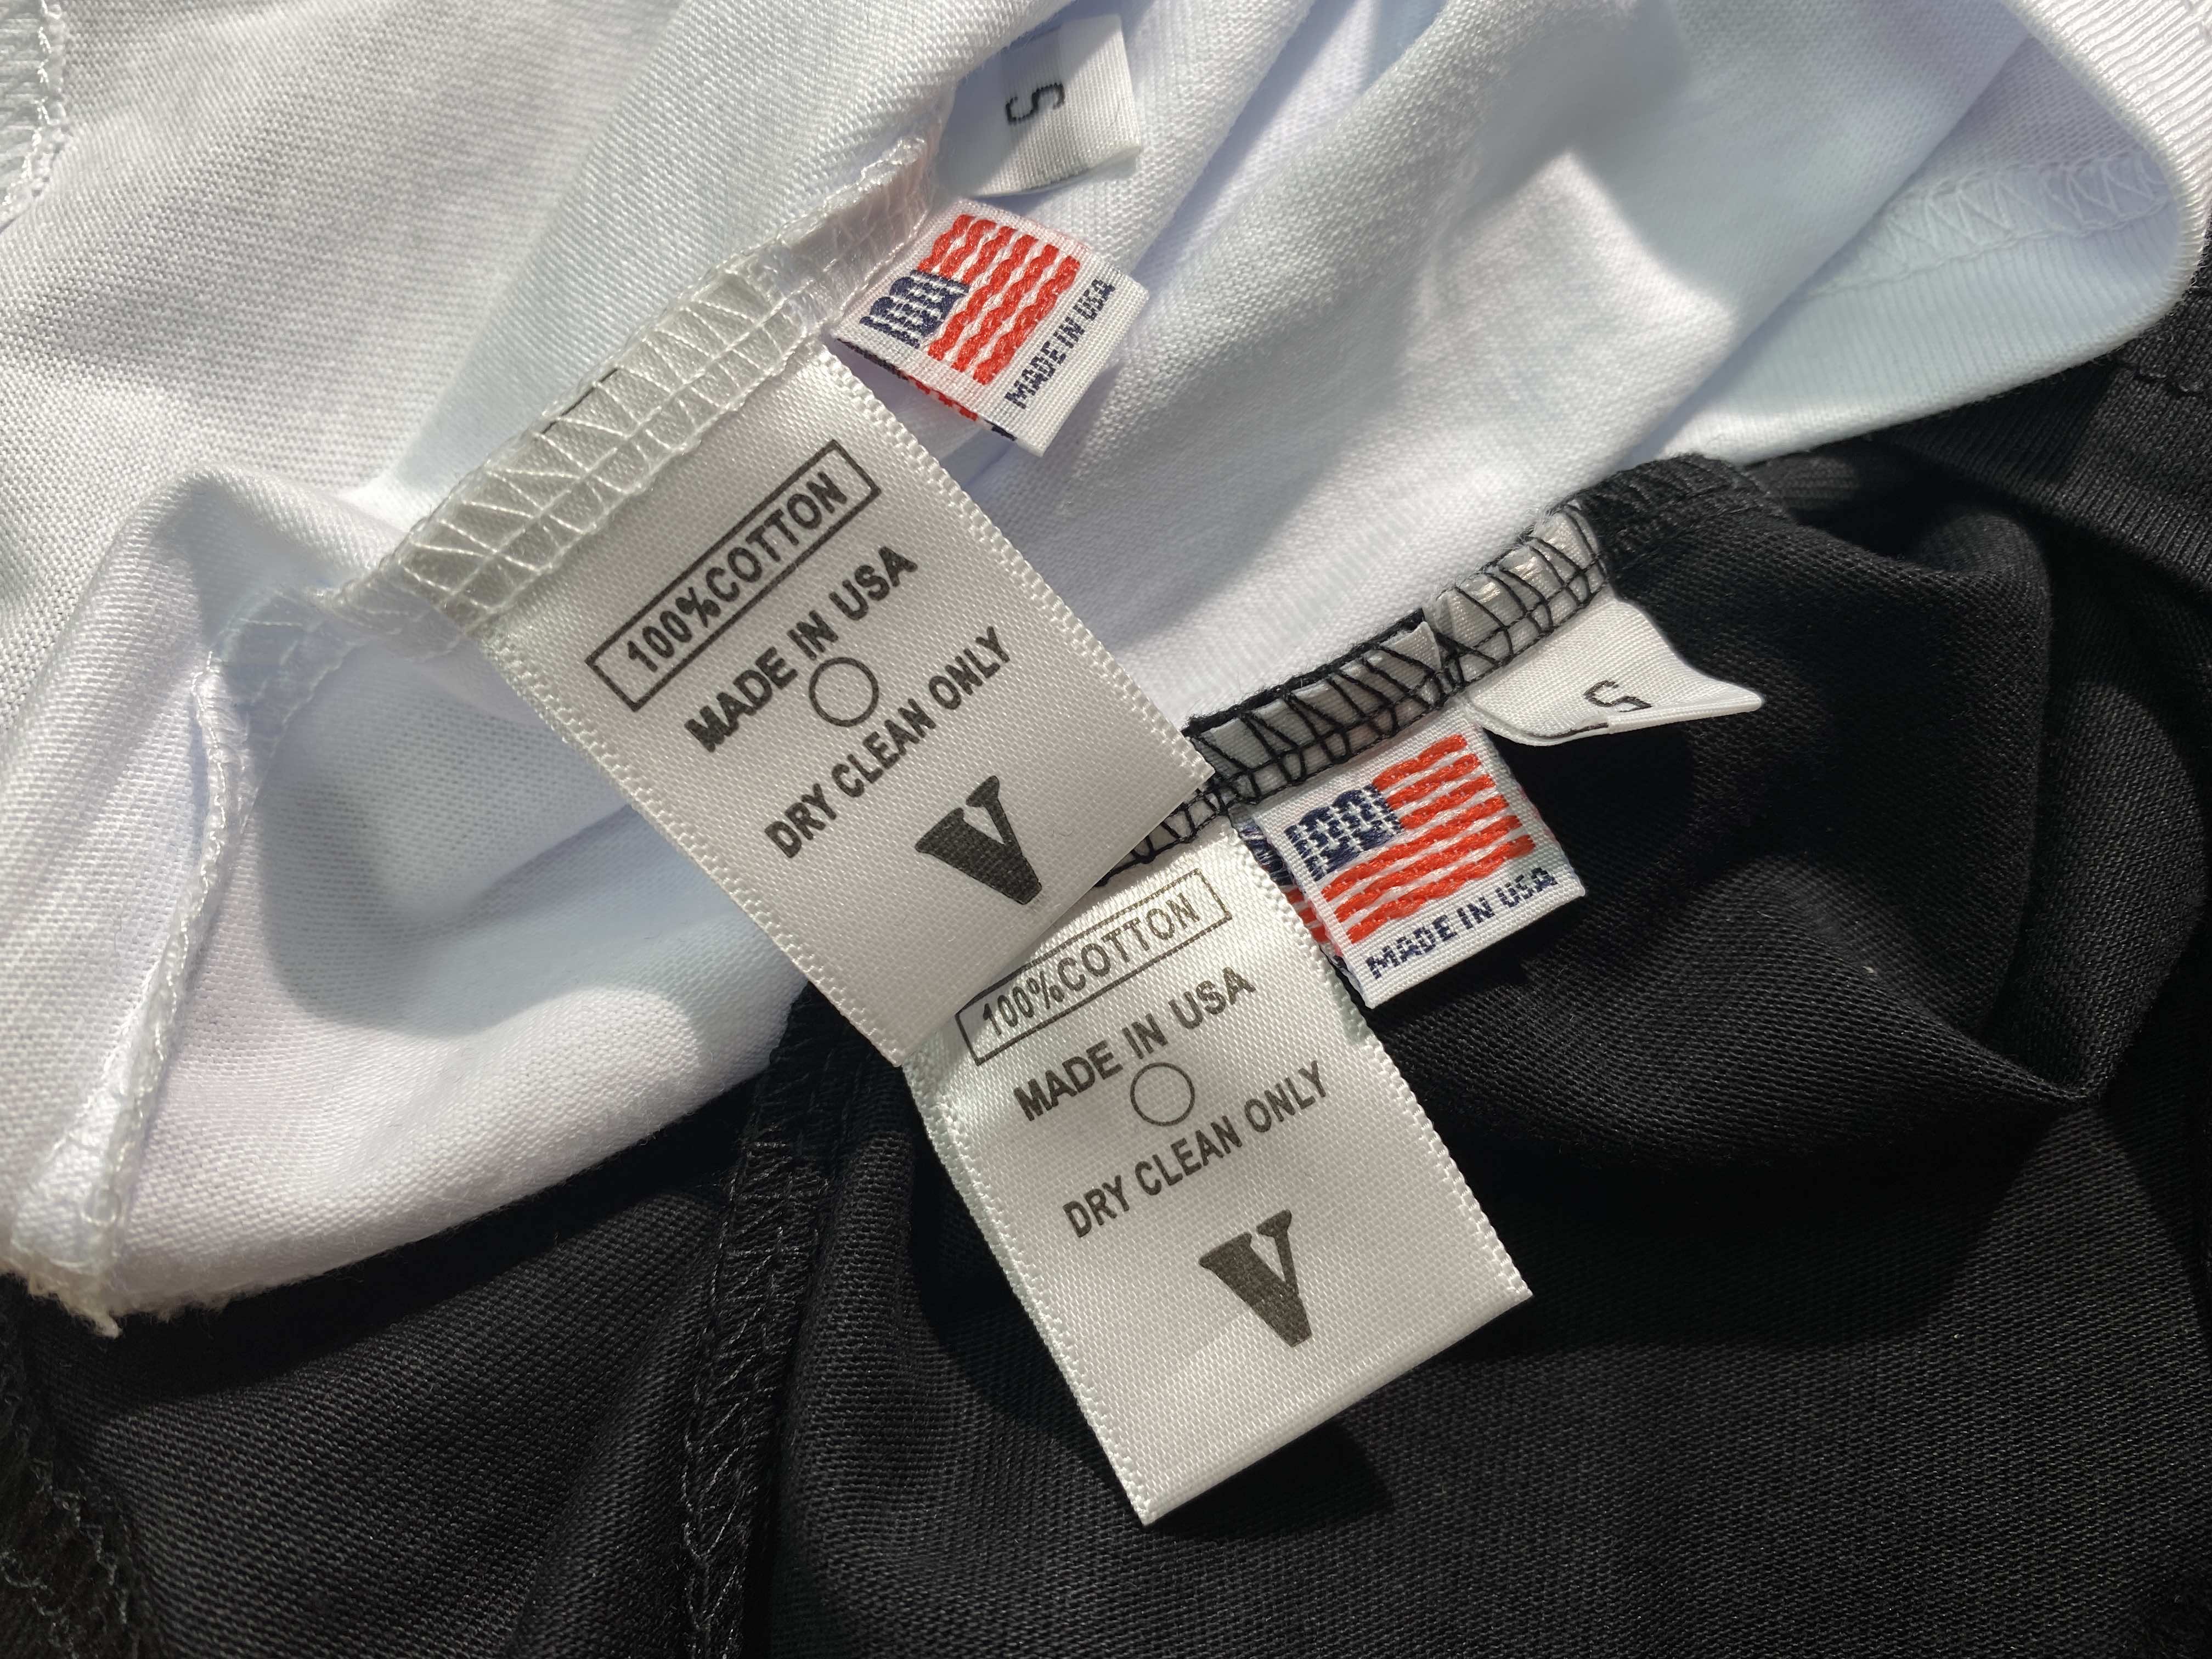 S
MADE IN USA
100%COTTON
MADE IN USA
DRY CLEAN ONLY
V
S
MADE IN USA
100%COTTON
MADE IN USA
DRY CLEAN ONLY
V